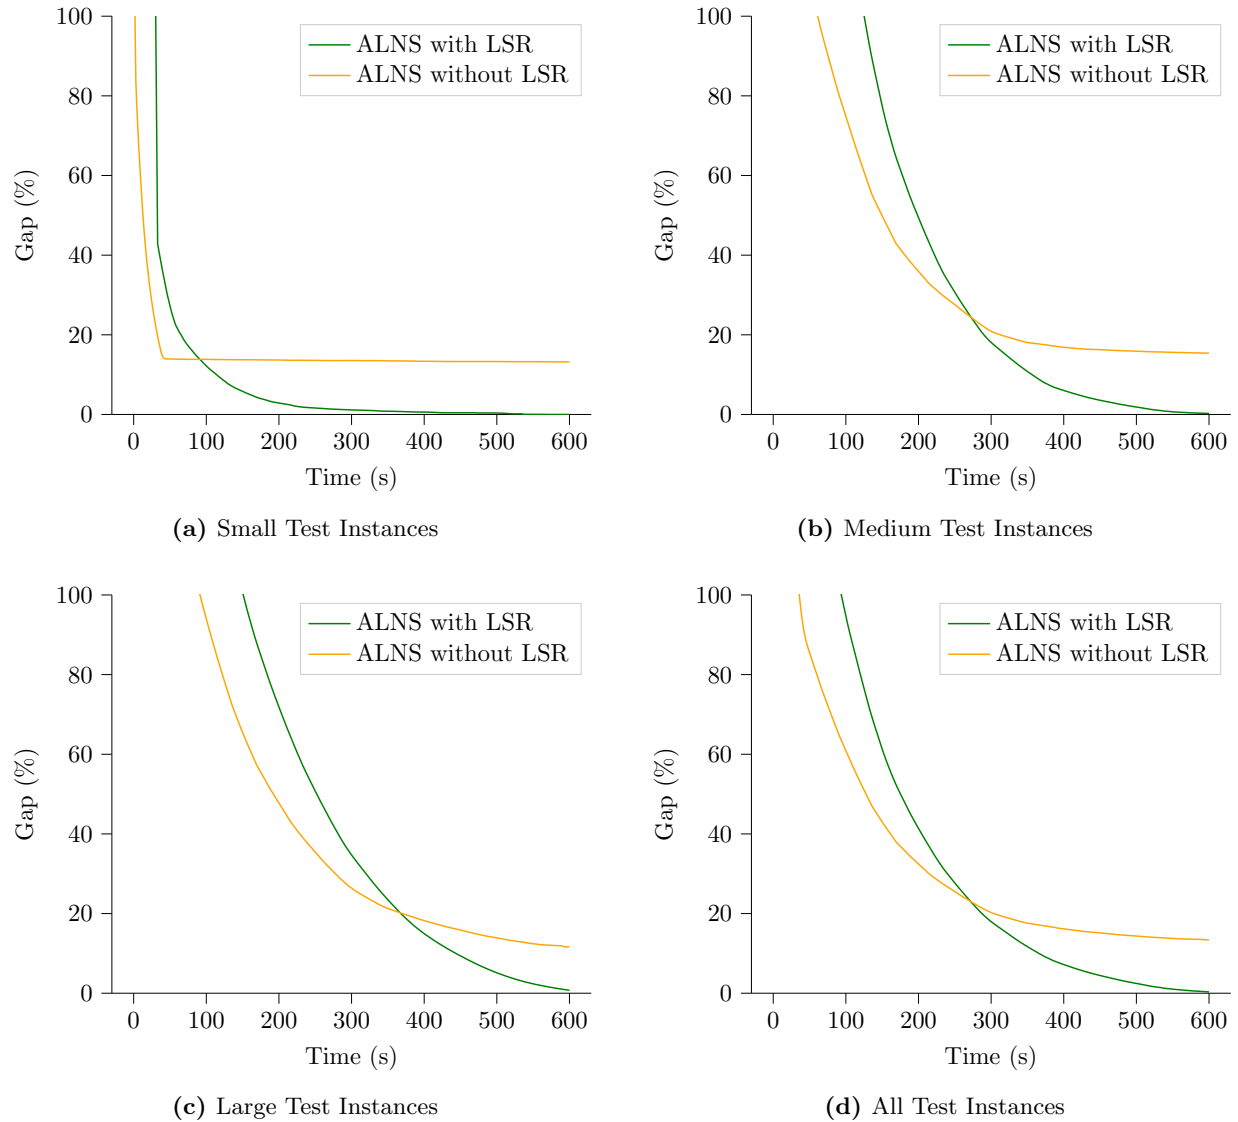 100
80
60
40
20
0
Gap (%)
ALNS with LSR
ALNS without LSR
0 100 200 300 400 500 600
Time (s)
(a) Small Test Instances
100
80
60
40
20
0
Gap (%)
ALNS with LSR
ALNS without LSR
0 100 200 300 400 500 600
Time (s)
(b) Medium Test Instances
100
80
60
40
20
0
Gap (%)
ALNS with LSR
ALNS without LSR
0 100 200 300 400 500 600
Time (s)
(c) Large Test Instances
100
80
60
40
20
0
Gap (%)
ALNS with LSR
ALNS without LSR
0 100 200 300 400 500 600
Time (s)
(d) All Test Instances